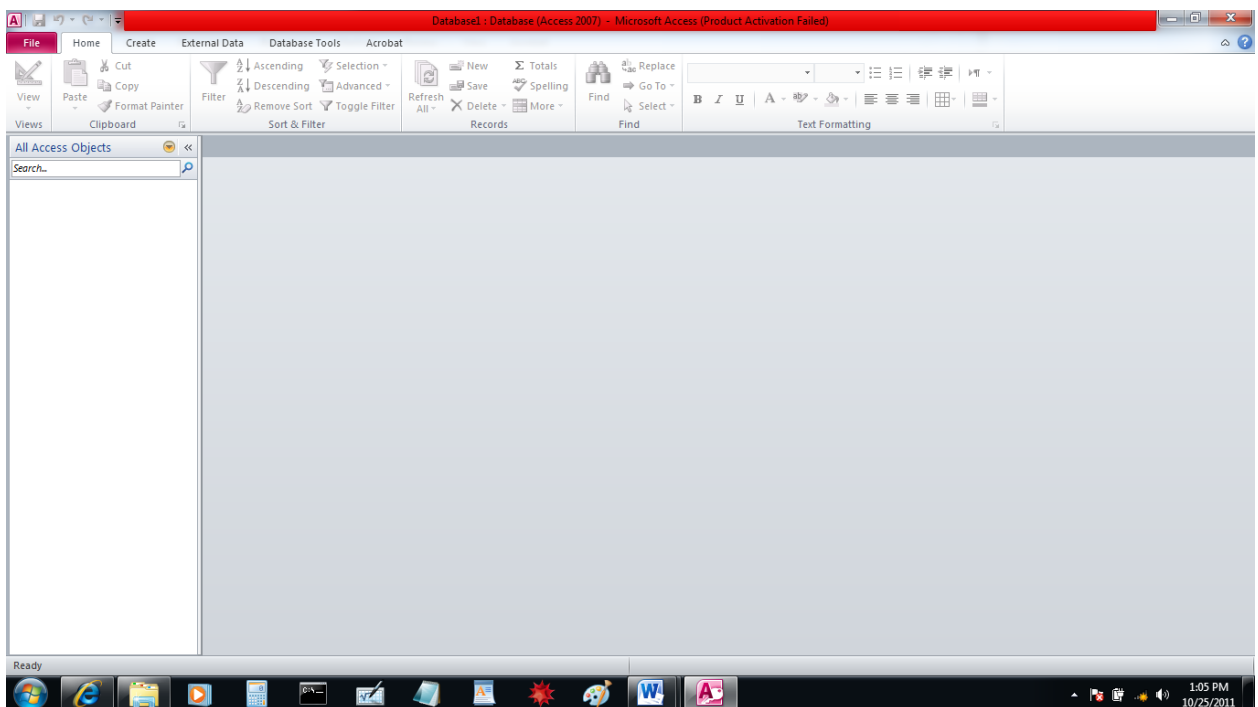 Database1 : Database (Access 2007) - Microsoft Access (Product Activation Failed)
File Home Create External Data Database Tools Acrobat
Cut Ascending Selection New Totals Replace
Copy Descending Advanced Save Spelling Go To
View Paste Format Painter Filter Remove Sort Toggle Filter Refresh All Delete More Find Select B I U A
Views Clipboard Sort & Filter Records Find Text Formatting
All Access Objects
Search...
Ready
1:05 PM
10/25/2011